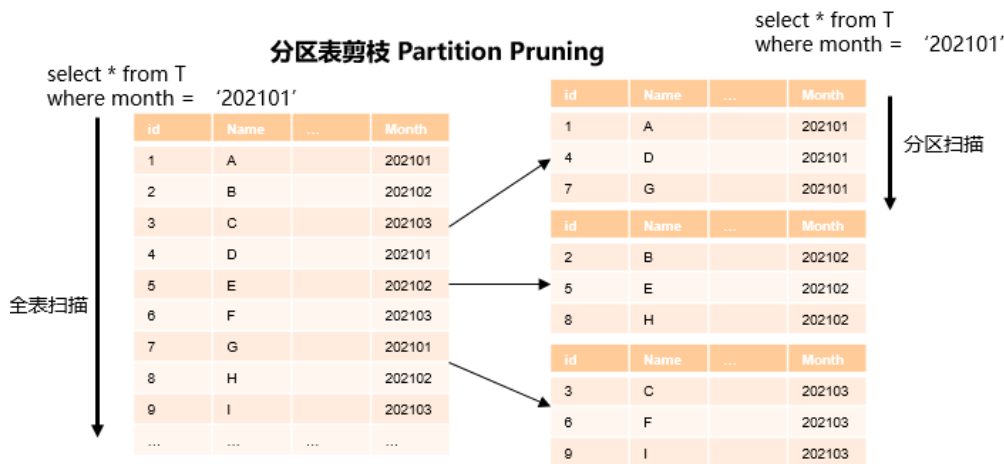 分区表剪枝 Partition Pruning
select * from T
where month = ‘202101’
id Name ... Month
1 A 202101
2 B 202102
3 C 202103
4 D 202101
5 E 202102
6 F 202103
7 G 202101
8 H 202102
9 I 202103
... ... ... ...
全表扫描
select * from T
where month = ‘202101’
id Name ... Month
1 A 202101
4 D 202101
7 G 202101
id Name ... Month
2 B 202102
5 E 202102
8 H 202102
id Name ... Month
3 C 202103
6 F 202103
9 I 202103
分区扫描